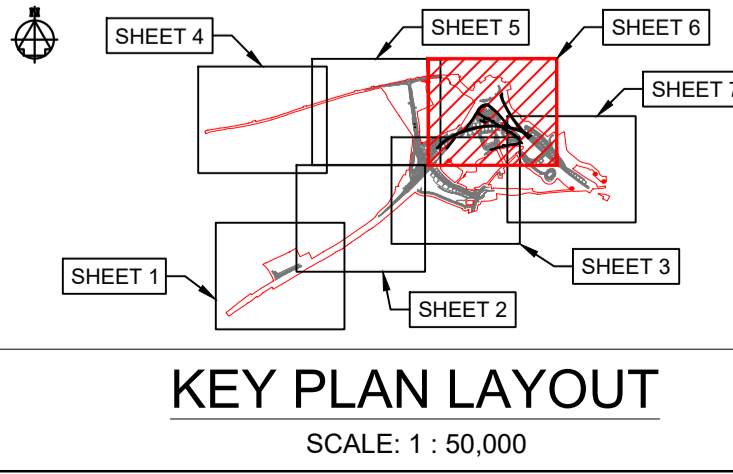 N
SHEET 4
SHEET 5
SHEET 6
SHEET 7
SHEET 1
SHEET 2
SHEET 3
KEY PLAN LAYOUT
SCALE: 1 : 50,000